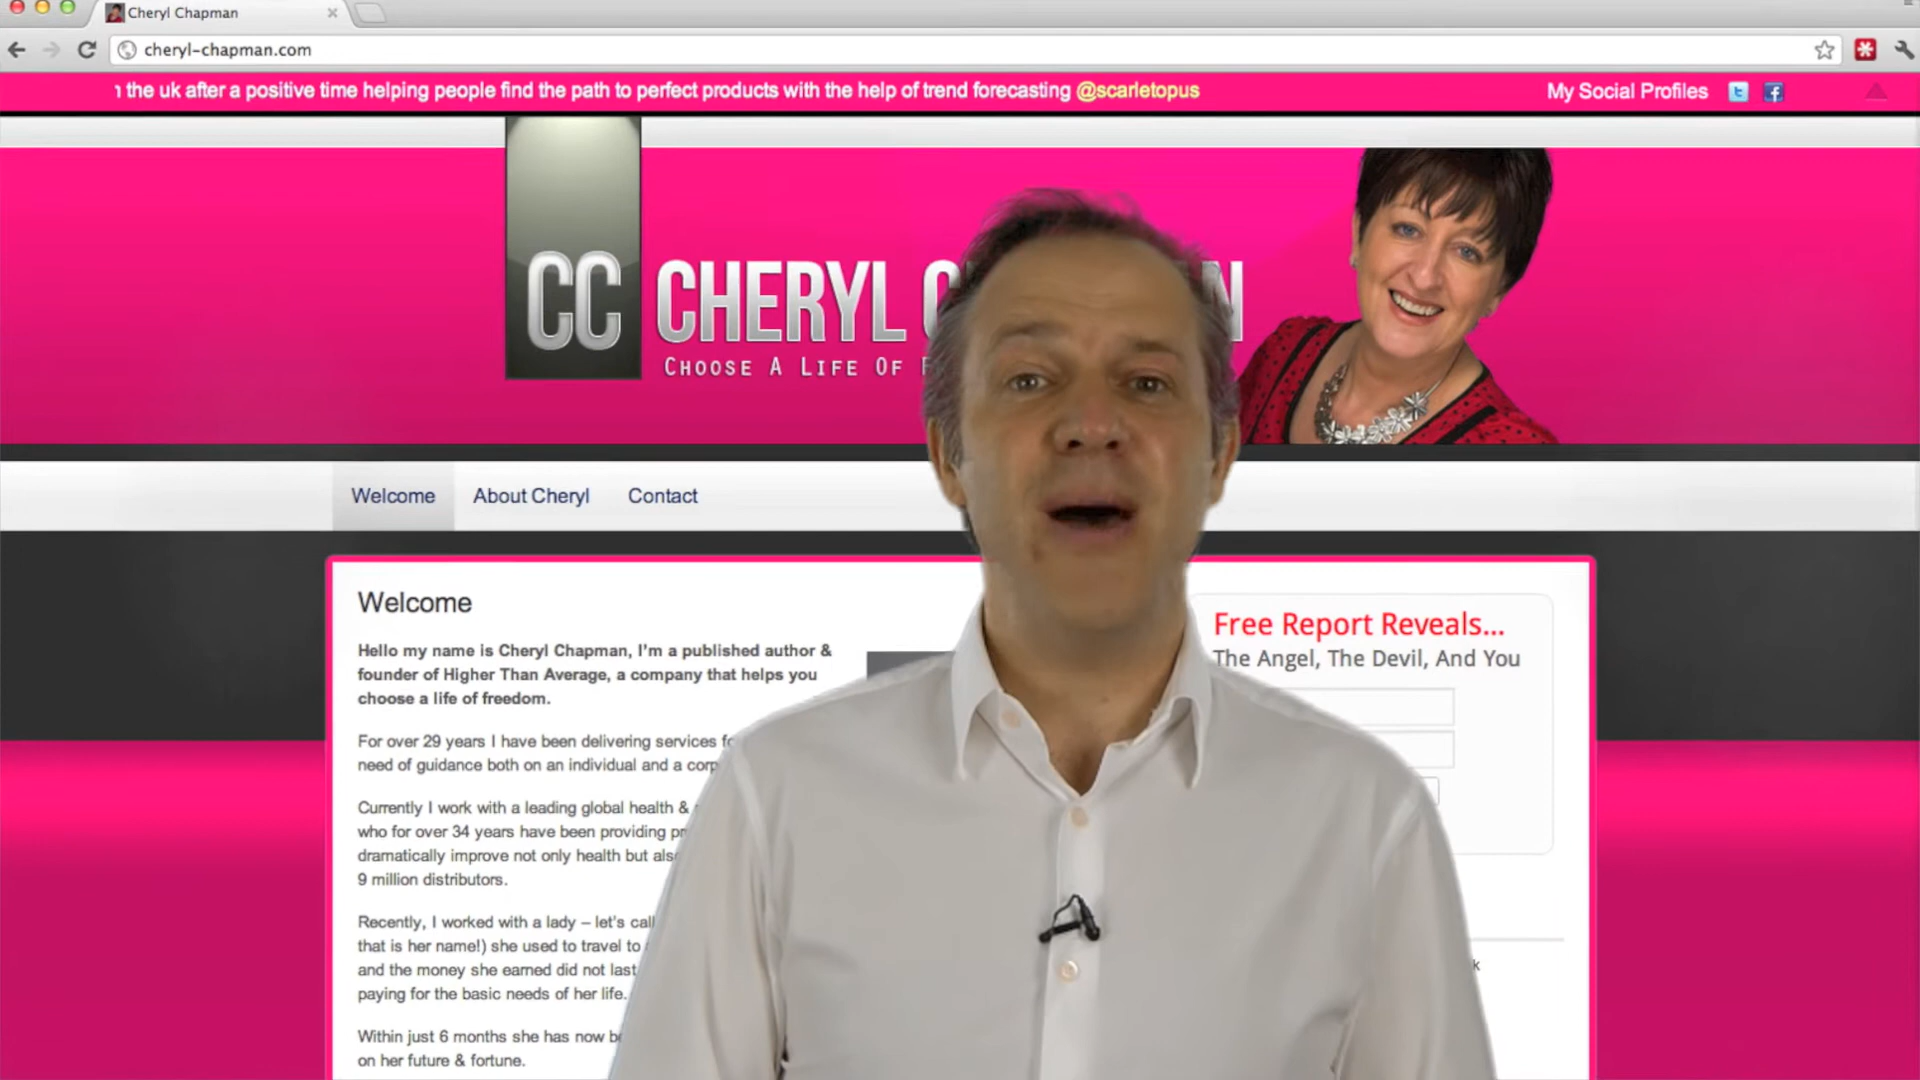 Cheryl Chapman
cheryl-chapman.com
the uk after a positive time helping people find the path to perfect products with the help of trend forecasting @scarletopus
My Social Profiles
CC CHERYL
CHOOSE A LIFE OF
Welcome About Cheryl Contact
Welcome
Hello my name is Cheryl Chapman, I'm a published author &
founder of Higher Than Average, a company that helps you
choose a life of freedom.
For over 29 years I have been delivering services
need of guidance both on an individual and a
Currently I work with a leading global health &
who for over 34 years have been providing
dramatically improve not only health but
9 million distributors.
Recently, I worked with a lady – let's
that is her name!) she used to travel to
and the money she earned did not last
paying for the basic needs of her life.
Within just 6 months she has now
on her future & fortune.
Free Report Reveals...
The Angel, The Devil, And You